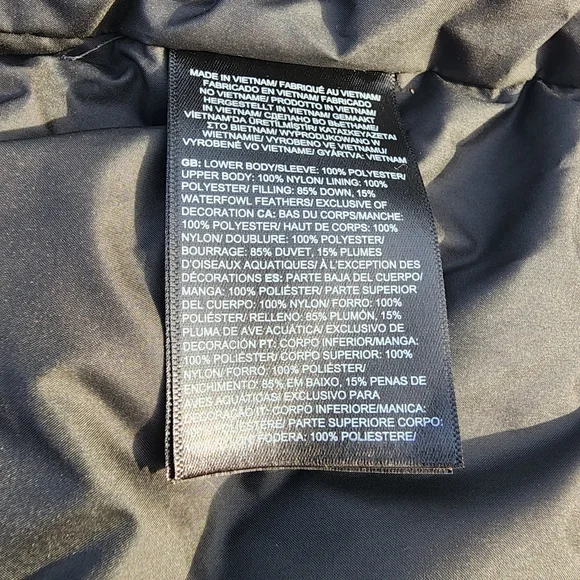 MADE IN VIETNAM/ FABRIQUÉ AU VIETNAM/
FABRICADO EN VIETNAM/ FABRICADO
NO VIETNAM/ PRODOTTO IN VIETNAM/
HERGESTELLT IN VIETNAM/ GEMAAKT
IN VIETNAM/ СДЕЛАНО ВО ВЬЕТНАМЕ/
VİETNAM'DA ÜRETİLMİŞTİR/ ΚΑΤΑΣΚΕΥΑΖΕΤΑΙ
ΣΤΟ ΒΙΕΤΝΑΜ/ WYPRODUKOWANO W
WIETNAMIE/ VYROBENO VE VIETNAMU/
VYROBENÉ VO VIETNAME/ GYÁRTVA: VIETNAM
GB: LOWER BODY/SLEEVE: 100% POLYESTER/
UPPER BODY: 100% NYLON/ LINING: 100%
POLYESTER/ FILLING: 85% DOWN, 15%
WATERFOWL FEATHERS/ EXCLUSIVE OF
DECORATION CA: BAS DU CORPS/MANCHE:
100% POLYESTER/ HAUT DE CORPS: 100%
NYLON/ DOUBLURE: 100% POLYESTER/
BOURRAGE: 85% DUVET, 15% PLUMES
D'OISEAUX AQUATIQUES/ À L'EXCEPTION DES
DÉCORATIONS ES: PARTE BAJA DEL CUERPO/
MANGA: 100% POLIÉSTER/ PARTE SUPERIOR
DEL CUERPO: 100% NYLON/ FORRO: 100%
POLIÉSTER/ RELLENO: 85% PLUMÓN, 15%
PLUMA DE AVE ACUÁTICA/ EXCLUSIVO DE
DECORACIÓN PT: CORPO INFERIOR/MANGA:
100% POLIÉSTER/ CORPO SUPERIOR: 100%
NYLON/ FORRO: 100% POLIÉSTER/
ENCHIMENTO: 85% EM BAIXO, 15% PENAS DE
AVES AQUÁTICAS/ EXCLUSIVO PARA
DECORAÇÃO IT: CORPO INFERIORE/MANICA:
POLIESTERE/ PARTE SUPERIORE CORPO:
FODERA: 100% POLIESTERE/